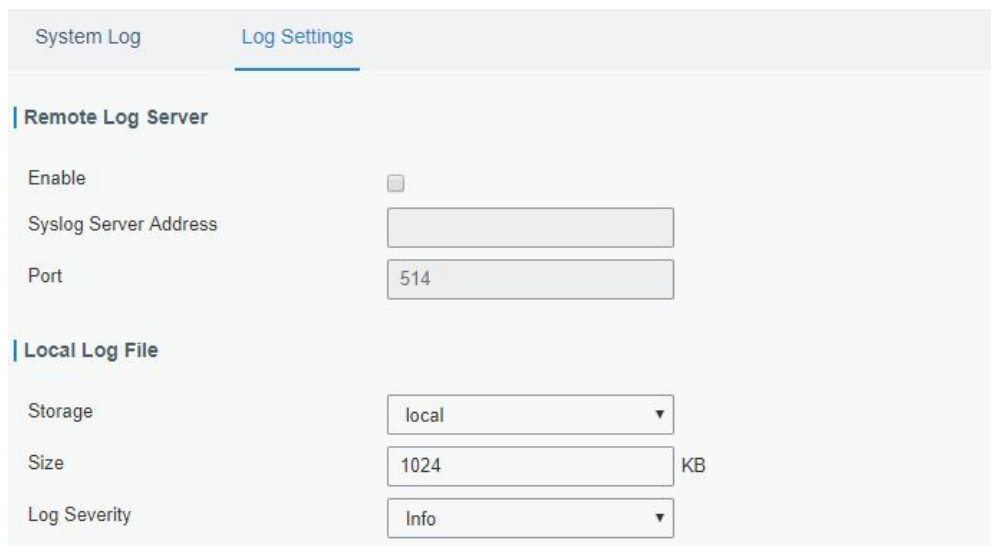 System Log Log Settings
Remote Log Server
Enable
Syslog Server Address
Port 514
Local Log File
Storage local
Size 1024 KB
Log Severity Info